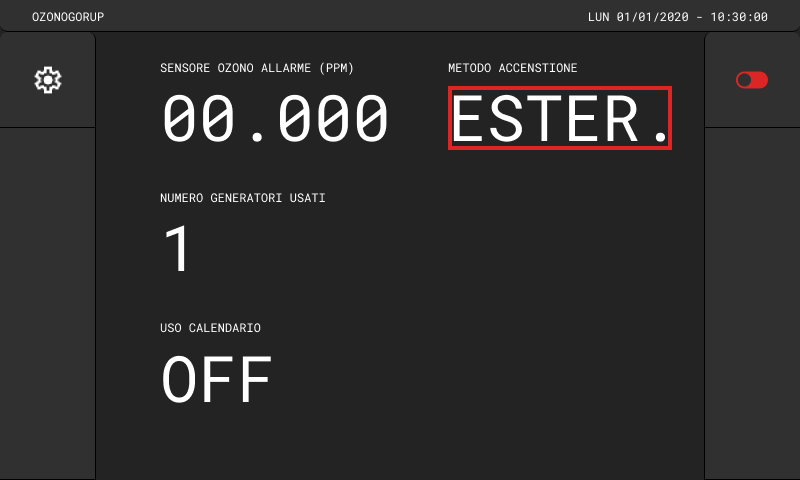 OZONOGORUP
LUN 01/01/2020 - 10:30:00
SENSORE OZONO ALLARME (PPM)
00.000
METODO ACCENSTIONE
ESTER.
NUMERO GENERATORI USATI
1
USO CALENDARIO
OFF